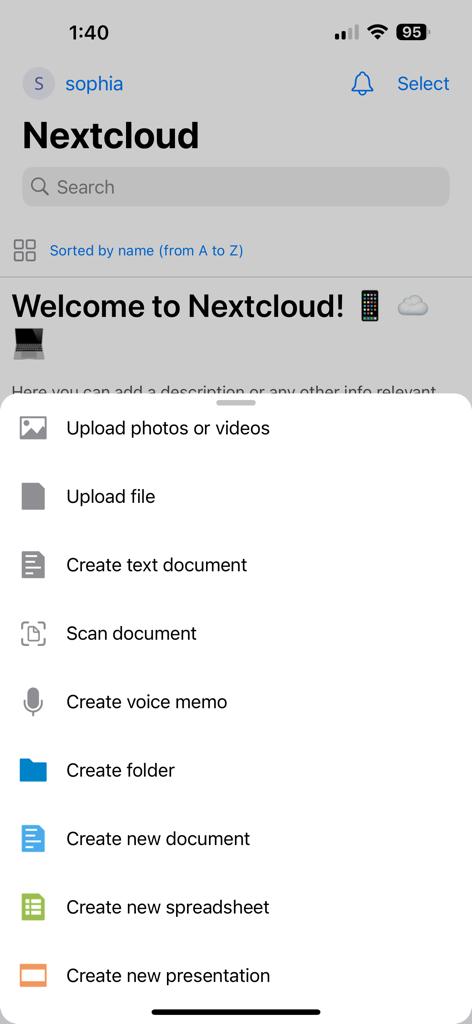 1:40
95
S sophia
Select
Nextcloud
Search
Sorted by name (from A to Z)
Welcome to Nextcloud! 📱 ☁️
💻
Here you can add a description or any other info relevant
Upload photos or videos
Upload file
Create text document
Scan document
Create voice memo
Create folder
Create new document
Create new spreadsheet
Create new presentation